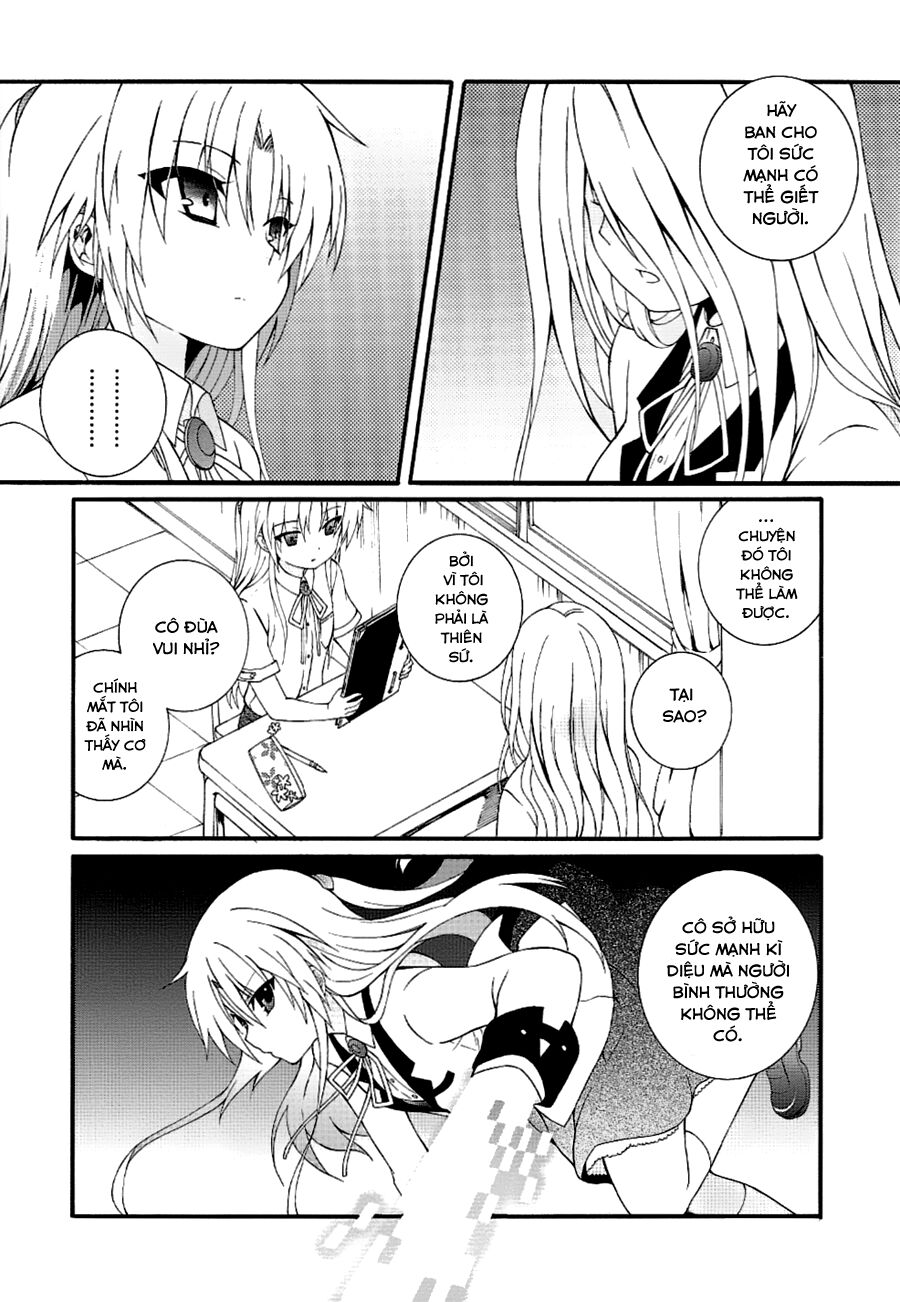 HÃY
BAN CHO
TÔI SỨC
MẠNH CÓ
THỂ GIẾT
NGƯỜI.
...
CHUYỆN
ĐÓ TÔI
KHÔNG
THỂ LÀM
ĐƯỢC.
TẠI
SAO?
BỞI
VÌ TÔI
KHÔNG
PHẢI LÀ
THIÊN
SỨ.
CÔ ĐÙA
VUI NHỈ?
CHÍNH
MẮT TÔI
ĐÃ NHÌN
THẤY CƠ
MÀ.
CÔ SỞ HỮU
SỨC MẠNH KÌ
DIỆU MÀ NGƯỜI
BÌNH THƯỜNG
KHÔNG THỂ
CÓ.